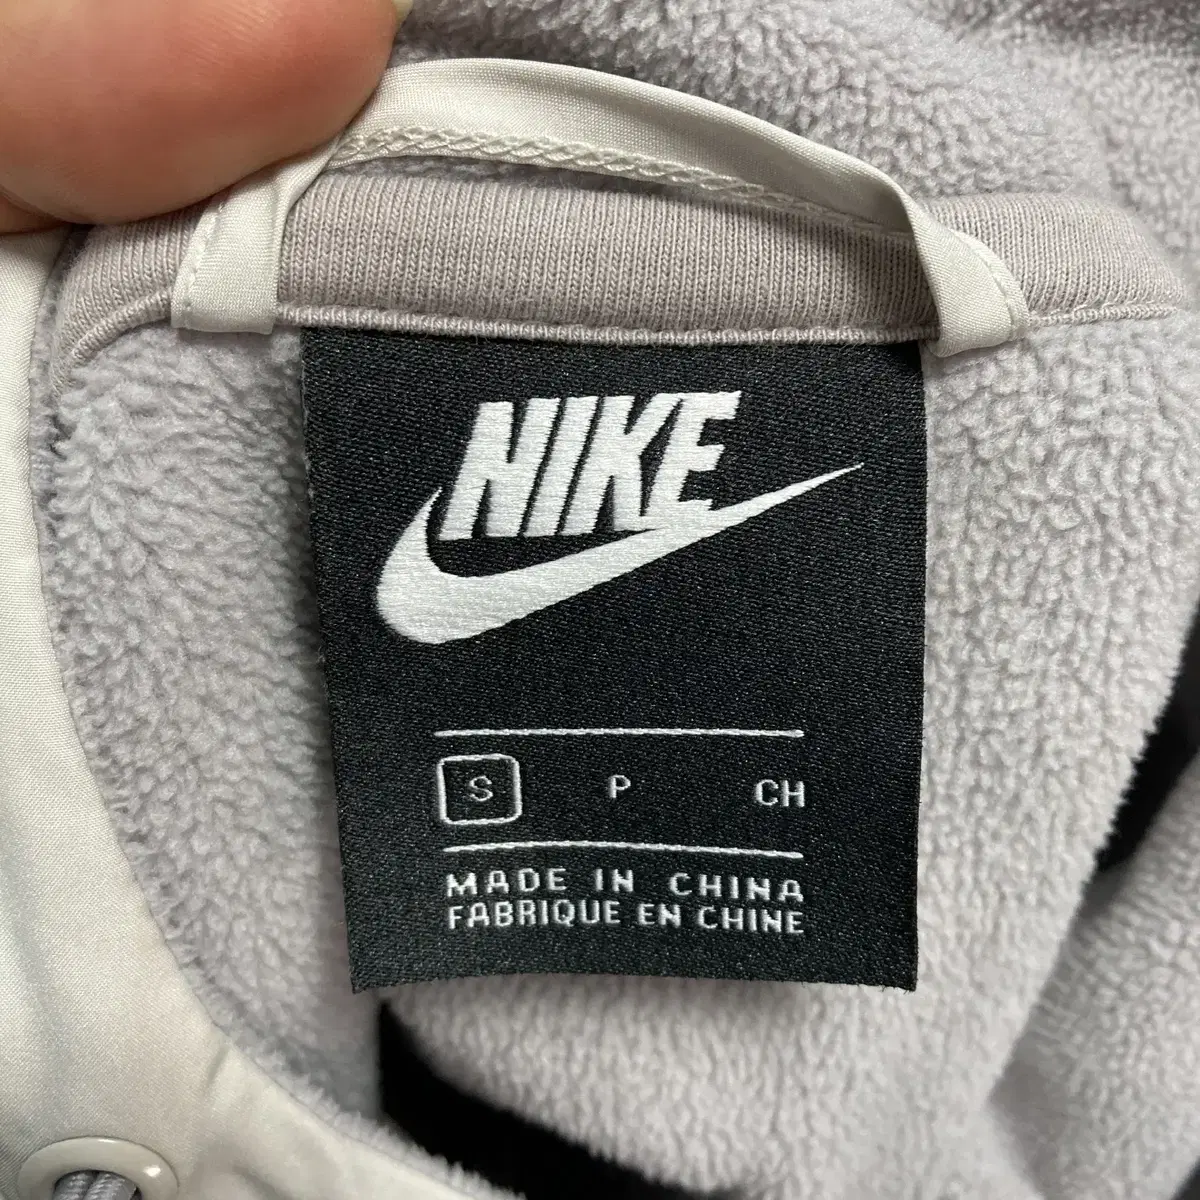 NIKE
S P CH
MADE IN CHINA
FABRIQUE EN CHINE